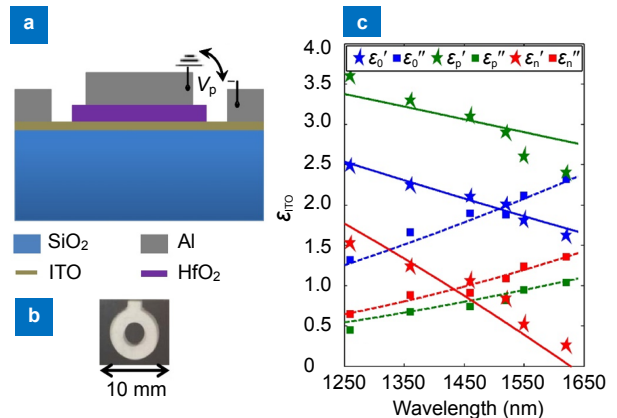 a
Vp
−
SiO2
Al
ITO
HfO2
b
10 mm
c
ε0′ ε0″ εp′ εp″ εn′ εn″
4.0
3.5
3.0
2.5
2.0
1.5
1.0
0.5
0
εITO
1250 1350 1450 1550 1650
Wavelength (nm)